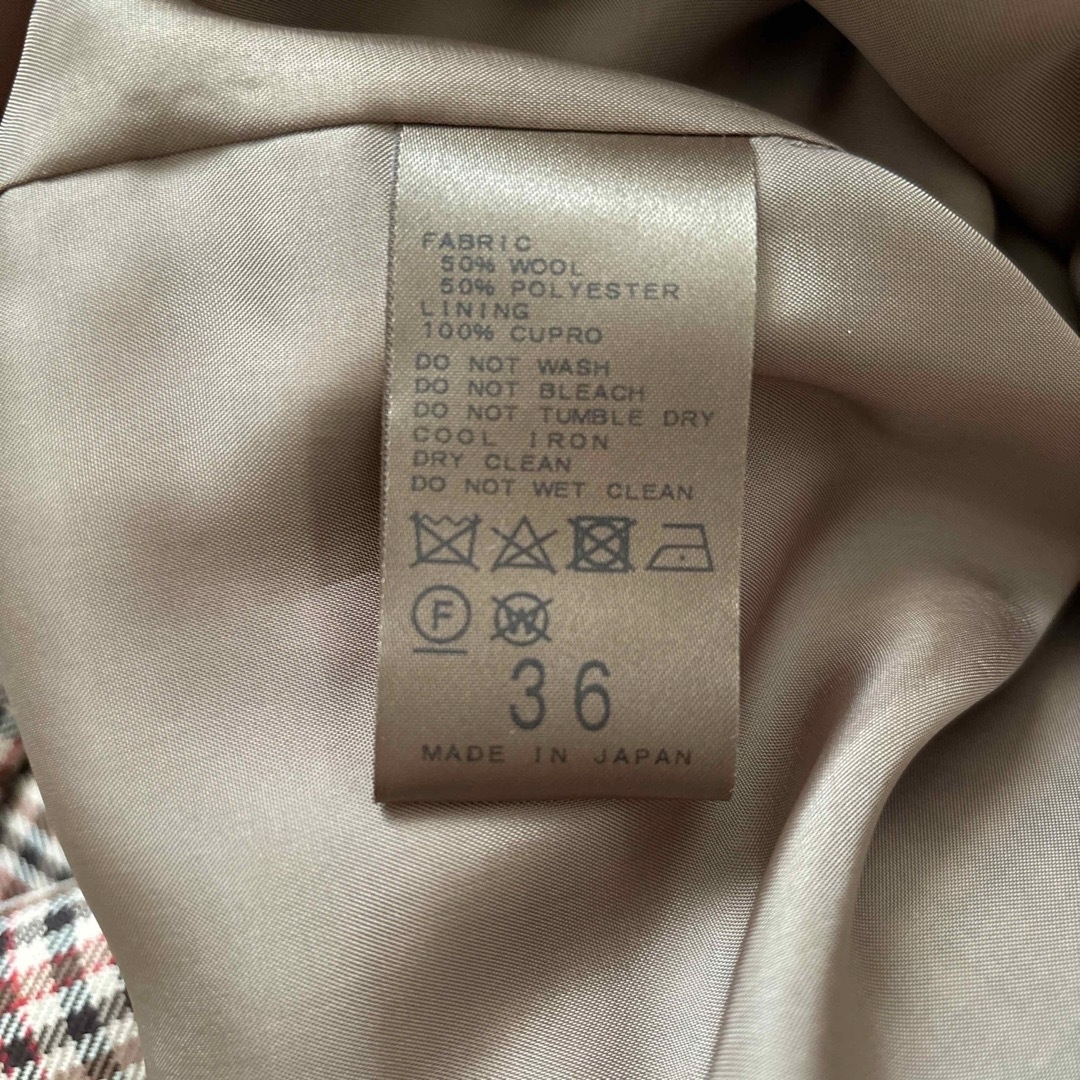 FABRIC
50% WOOL
50% POLYESTER
LINING
100% CUPRO
DO NOT WASH
DO NOT BLEACH
DO NOT TUMBLE DRY
COOL IRON
DRY CLEAN
DO NOT WET CLEAN
F W
36
MADE IN JAPAN